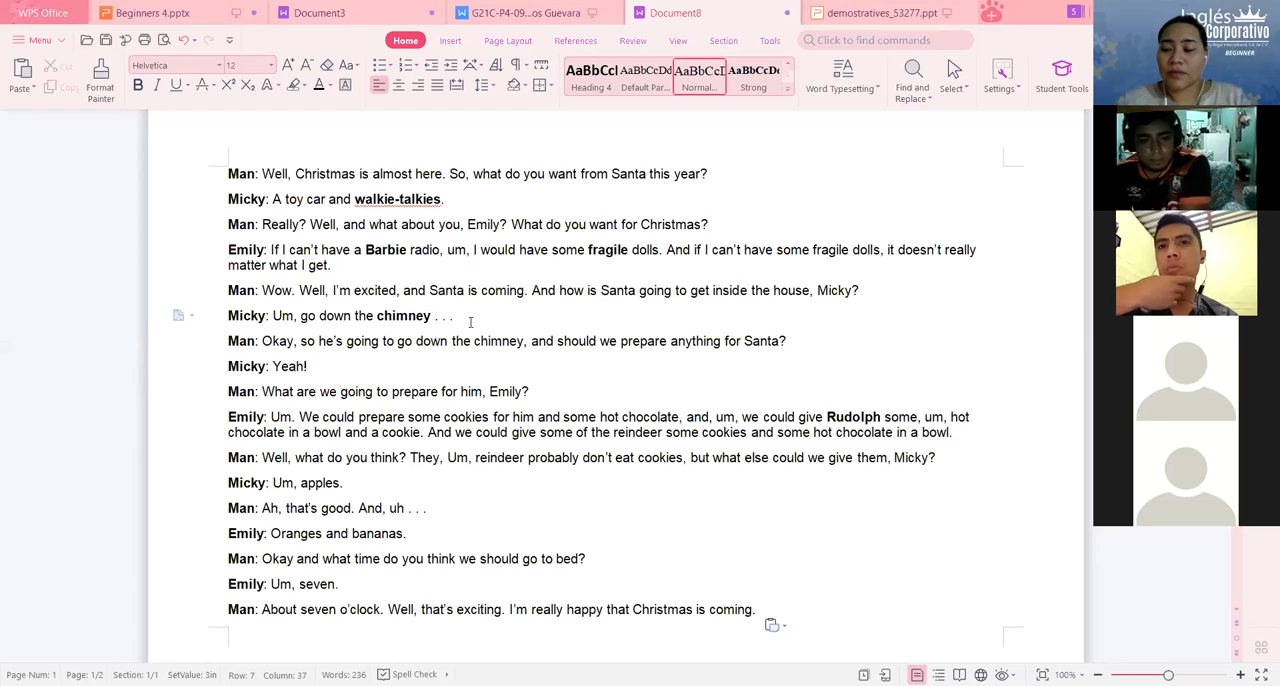 WPS Office
Beginners 4.pptx
Document3
G21C-P4-09...os Guevara
Document8
demostratives_53277.ppt
S
Inglés
Corporativo
BEGINNER
Menu
Home
Insert
Page Layout
References
Review
View
Section
Tools
Click to find commands
Paste
Cut
Copy
Format
Painter
Helvetica
12
AaBbCcl
Heading 4
AaBbCcDd
Default Par...
AaBbCcD
Normal...
AaBbCcDc
Strong
Word Typesetting
Find and
Replace
Select
Settings
Student Tools
Man: Well, Christmas is almost here. So, what do you want from Santa this year?
Micky: A toy car and walkie-talkies.
Man: Really? Well, and what about you, Emily? What do you want for Christmas?
Emily: If I can’t have a Barbie radio, um, I would have some fragile dolls. And if I can’t have some fragile dolls, it doesn’t really
matter what I get.
Man: Wow. Well, I’m excited, and Santa is coming. And how is Santa going to get inside the house, Micky?
Micky: Um, go down the chimney . . .
Man: Okay, so he’s going to go down the chimney, and should we prepare anything for Santa?
Micky: Yeah!
Man: What are we going to prepare for him, Emily?
Emily: Um. We could prepare some cookies for him and some hot chocolate, and, um, we could give Rudolph some, um, hot
chocolate in a bowl and a cookie. And we could give some of the reindeer some cookies and some hot chocolate in a bowl.
Man: Well, what do you think? They, Um, reindeer probably don’t eat cookies, but what else could we give them, Micky?
Micky: Um, apples.
Man: Ah, that’s good. And, uh . . .
Emily: Oranges and bananas.
Man: Okay and what time do you think we should go to bed?
Emily: Um, seven.
Man: About seven o’clock. Well, that’s exciting. I’m really happy that Christmas is coming.
Page Num: 1
Page: 1/2
Section: 1/1
SetValue: 3in
Row: 7
Column: 37
Words: 236
Spell Check
100%